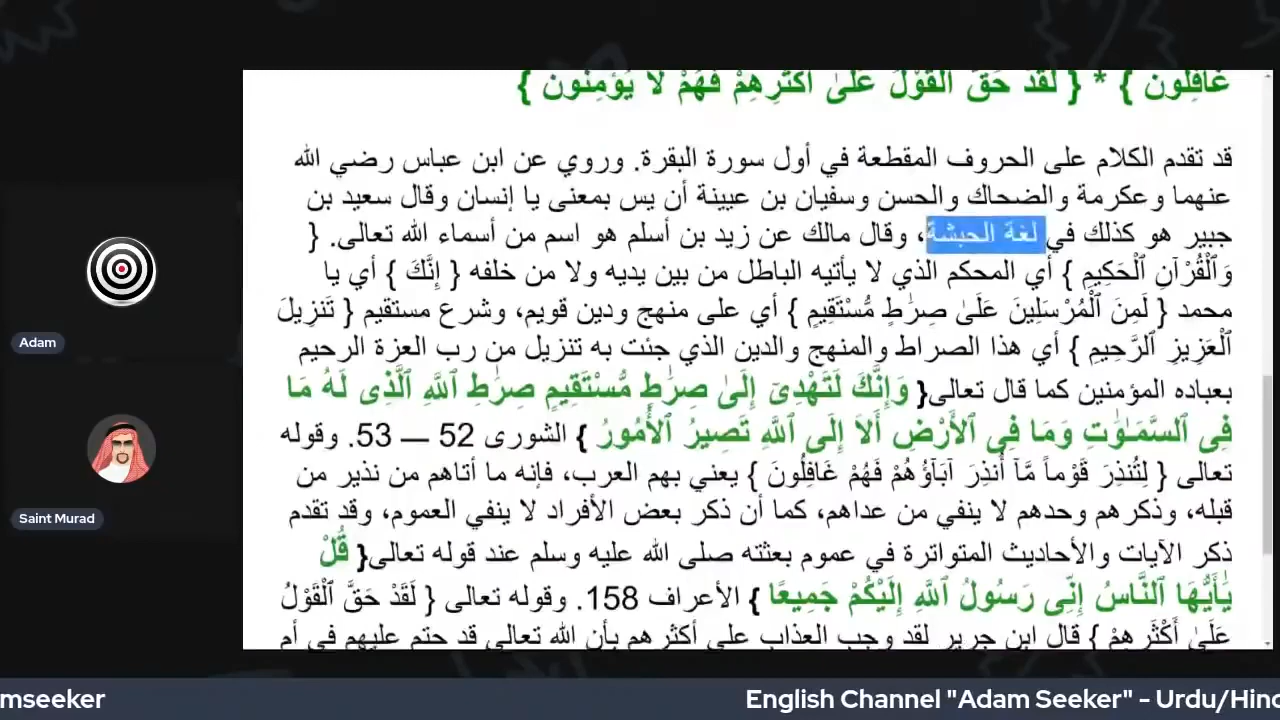 غَافِلُونَ } * { لَقَدْ حَقَّ ٱلْقَوْلُ عَلَىٰ أَكْثَرِهِمْ فَهُمْ لاَ يُؤْمِنُونَ }
قد تقدم الكلام على الحروف المقطعة في أول سورة البقرة. وروي عن ابن عباس رضي الله
عنهما وعكرمة والضحاك والحسن وسفيان بن عيينة أن يس بمعنى يا إنسان وقال سعيد بن
جبير هو كذلك في لغة الحبشة، وقال مالك عن زيد بن أسلم هو اسم من أسماء الله تعالى. {
وَٱلْقُرْآنِ ٱلْحَكِيمِ } أي المحكم الذي لا يأتيه الباطل من بين يديه ولا من خلفه { إِنَّكَ } أي يا
محمد { لَمِنَ ٱلْمُرْسَلِينَ عَلَىٰ صِرَٰطٍ مُّسْتَقِيمٍ } أي على منهج ودين قويم، وشرع مستقيم { تَنزِيلَ
ٱلْعَزِيزِ ٱلرَّحِيمِ } أي هذا الصراط والمنهج والدين الذي جئت به تنزيل من رب العزة الرحيم
بعباده المؤمنين كما قال تعالى{ وَإِنَّكَ لَتَهْدِىۤ إِلَىٰ صِرَٰطٍ مُّسْتَقِيمٍ صِرَٰطِ ٱللَّهِ ٱلَّذِى لَهُ مَا
فِى ٱلسَّمَـٰوَٰتِ وَمَا فِى ٱلأَرْضِ أَلاَ إِلَى ٱللَّهِ تَصِيرُ ٱلأُمُورُ } الشورى 52 ــ 53. وقوله
تعالى { لِتُنذِرَ قَوْماً مَّآ أُنذِرَ آبَآؤُهُمْ فَهُمْ غَافِلُونَ } يعني بهم العرب، فإنه ما أتاهم من نذير من
قبله، وذكرهم وحدهم لا ينفي من عداهم، كما أن ذكر بعض الأفراد لا ينفي العموم، وقد تقدم
ذكر الآيات والأحاديث المتواترة في عموم بعثته صلى الله عليه وسلم عند قوله تعالى{ قُلْ
يَٰأَيُّهَا ٱلنَّاسُ إِنِّى رَسُولُ ٱللَّهِ إِلَيْكُمْ جَمِيعًا } الأعراف 158. وقوله تعالى { لَقَدْ حَقَّ ٱلْقَوْلُ
عَلَىٰ أَكْثَرِهِمْ } قال ابن جرير لقد وجب العذاب على أكثرهم بأن الله تعالى قد حتم عليهم في أم
Adam
Saint Murad
mseeker English Channel "Adam Seeker" - Urdu/Hind